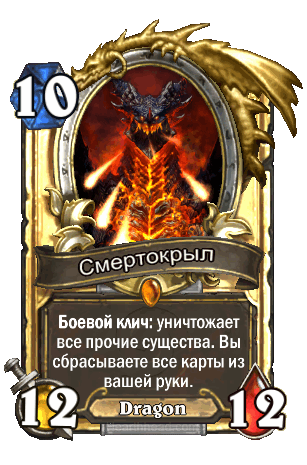 10
Смертокрыл
Боевой клич: уничтожает
все прочие существа. Вы
сбрасываете все карты из
вашей руки.
12
Dragon
12